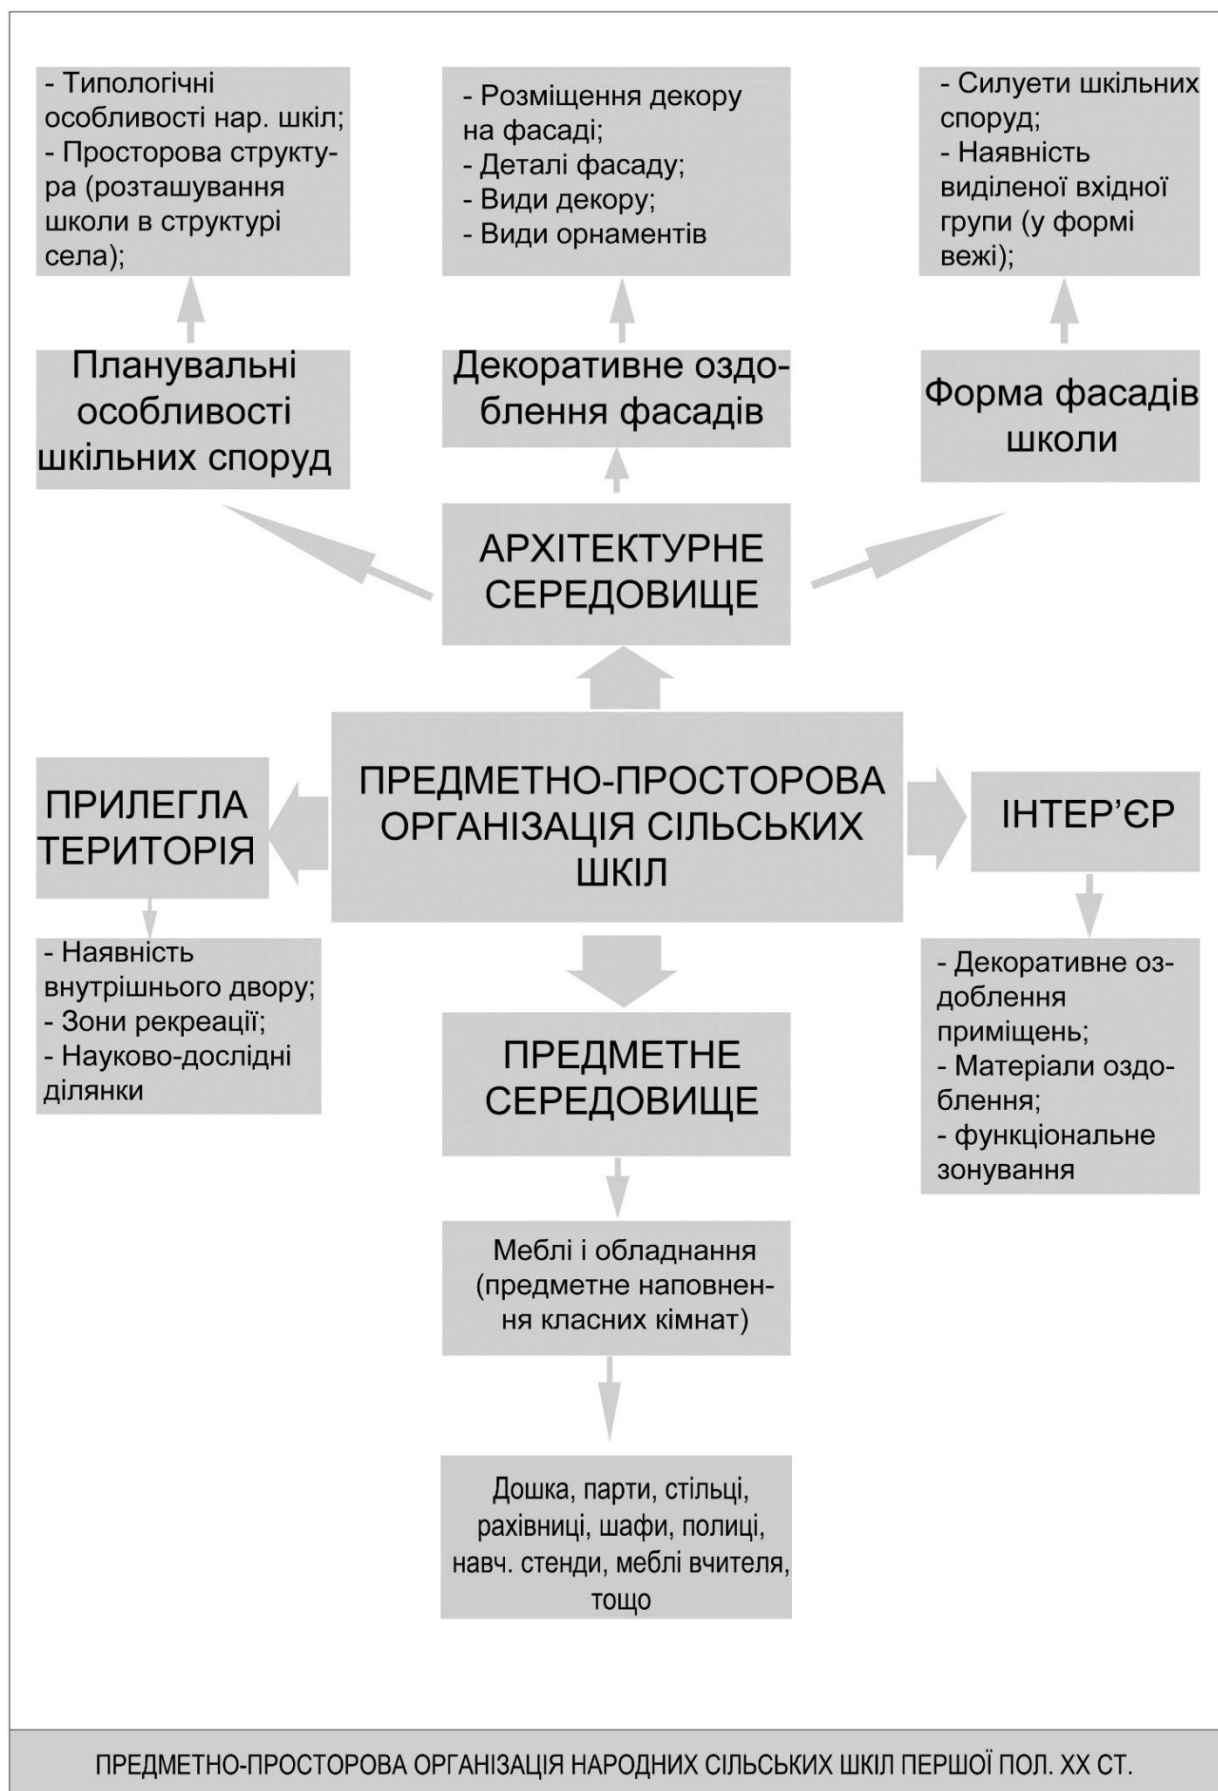 - Типологічні
особливості нар. шкіл;
- Просторова структу-
ра (розташування
школи в структурі
села);
- Розміщення декору
на фасаді;
- Деталі фасаду;
- Види декору;
- Види орнаментів
- Силуети шкільних
споруд;
- Наявність
виділеної вхідної
групи (у формі
вежі);
Планувальні
особливості
шкільних споруд
Декоративне оздо-
блення фасадів
Форма фасадів
школи
АРХІТЕКТУРНЕ
СЕРЕДОВИЩЕ
ПРИЛЕГЛА
ТЕРИТОРІЯ
ПРЕДМЕТНО-ПРОСТОРОВА
ОРГАНІЗАЦІЯ СІЛЬСЬКИХ
ШКІЛ
ІНТЕР’ЄР
- Наявність
внутрішнього двору;
- Зони рекреації;
- Науково-дослідні
ділянки
ПРЕДМЕТНЕ
СЕРЕДОВИЩЕ
- Декоративне оз-
доблення
приміщень;
- Матеріали оздо-
блення;
- функціональне
зонування
Меблі і обладнання
(предметне наповнен-
ня класних кімнат)
Дошка, парти, стільці,
рахівниці, шафи, полиці,
навч. стенди, меблі вчителя,
тощо
ПРЕДМЕТНО-ПРОСТОРОВА ОРГАНІЗАЦІЯ НАРОДНИХ СІЛЬСЬКИХ ШКІЛ ПЕРШОЇ ПОЛ. ХХ СТ.